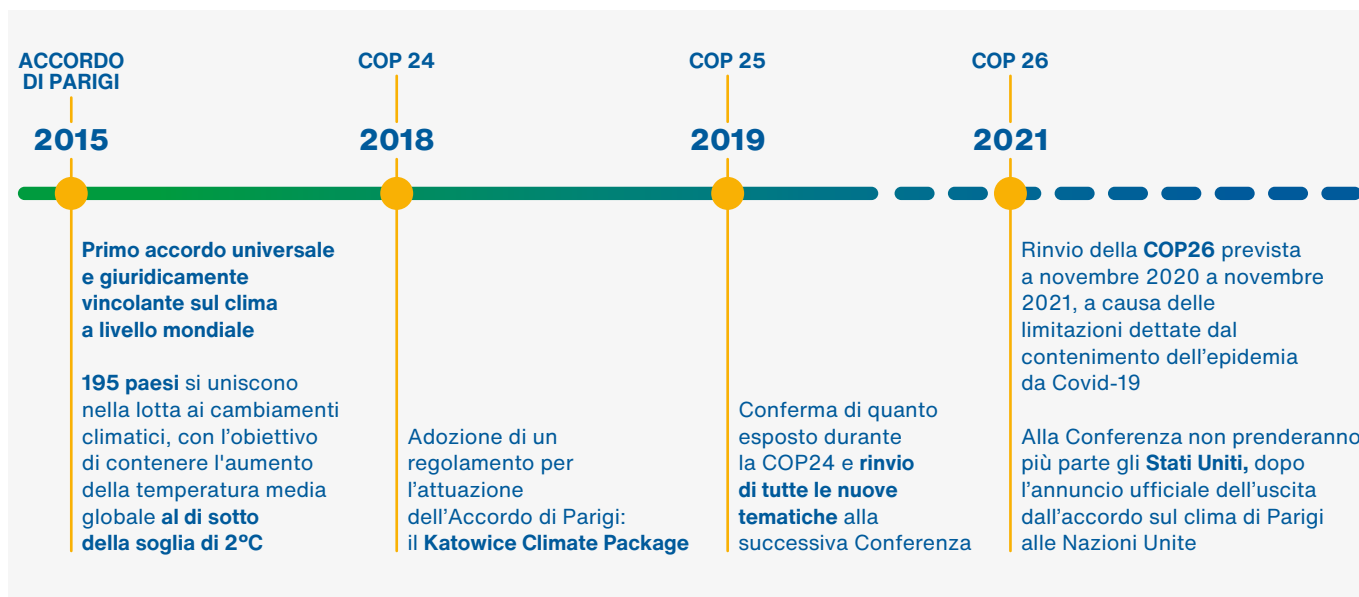 ACCORDO
DI PARIGI
2015
Primo accordo universale
e giuridicamente
vincolante sul clima
a livello mondiale
195 paesi si uniscono
nella lotta ai cambiamenti
climatici, con l’obiettivo
di contenere l'aumento
della temperatura media
globale al di sotto
della soglia di 2°C
COP 24
2018
Adozione di un
regolamento per
l’attuazione
dell’Accordo di Parigi:
il Katowice Climate Package
COP 25
2019
Conferma di quanto
esposto durante
la COP24 e rinvio
di tutte le nuove
tematiche alla
successiva Conferenza
COP 26
2021
Rinvio della COP26 prevista
a novembre 2020 a novembre
2021, a causa delle
limitazioni dettate dal
contenimento dell’epidemia
da Covid-19
Alla Conferenza non prenderanno
più parte gli Stati Uniti, dopo
l’annuncio ufficiale dell’uscita
dall’accordo sul clima di Parigi
alle Nazioni Unite